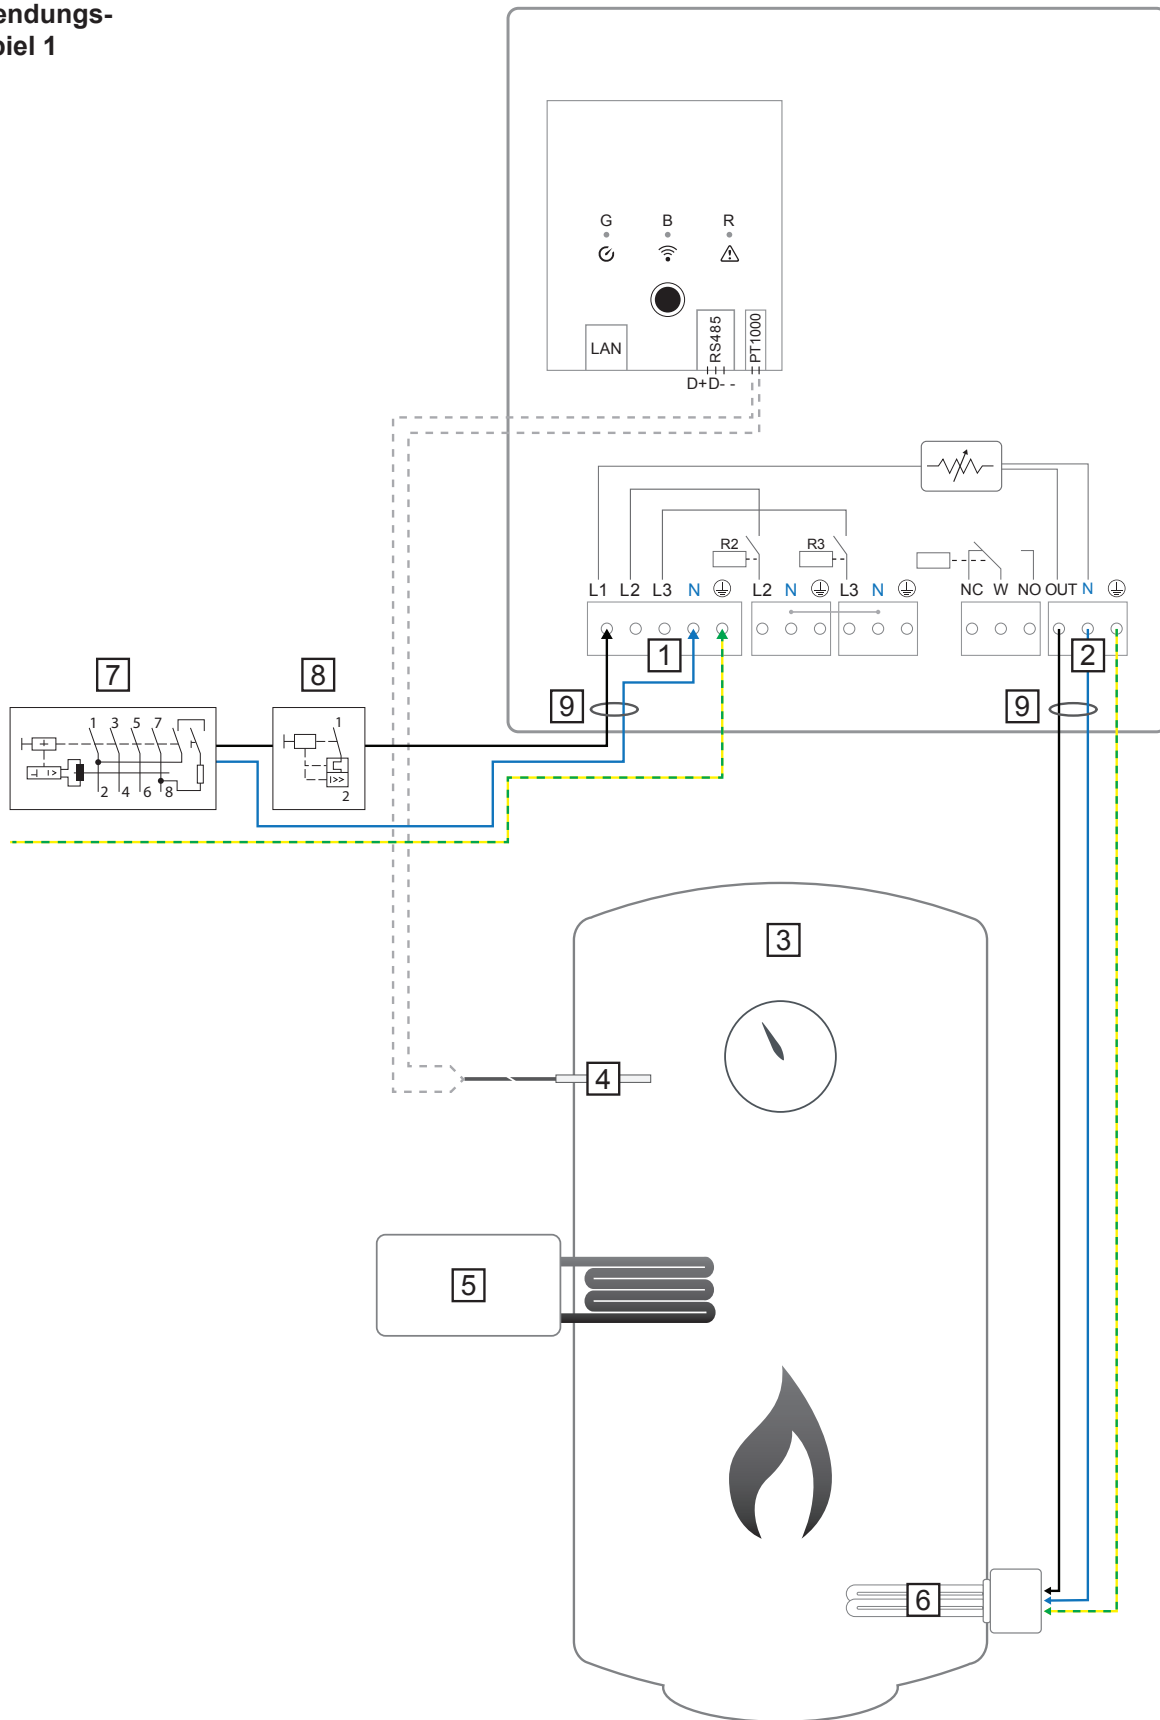 endungs-
piel 1
G B R
LAN
RS485
PT1000
D+D- -
R2 R3
L1 L2 L3 N L2 N L3 N NC W NO OUT N
1 2
9 9
7 8
1 3 5 7
2 4 6 8
I>
1
I>>
2
3
4
5
6